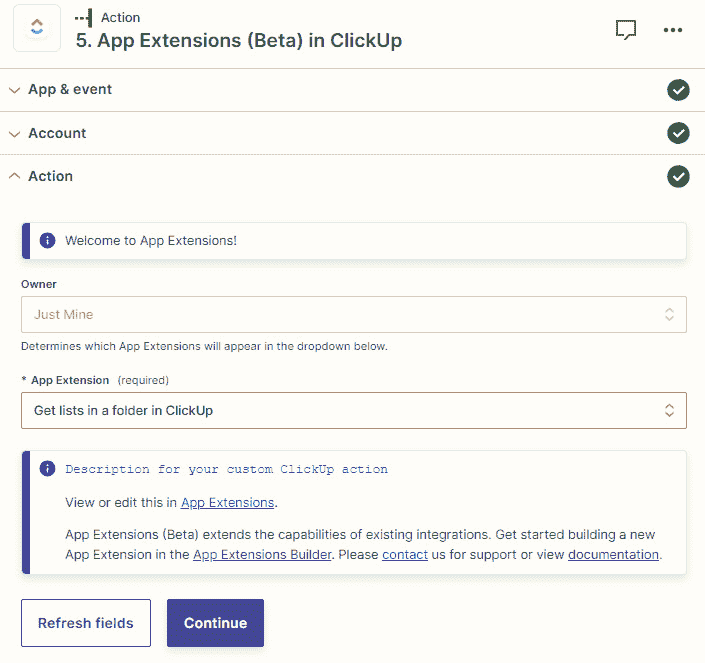 Action
5. App Extensions (Beta) in ClickUp
App & event
Account
Action
Welcome to App Extensions!
Owner
Just Mine
Determines which App Extensions will appear in the dropdown below.
* App Extension (required)
Get lists in a folder in ClickUp
Description for your custom ClickUp action
View or edit this in App Extensions.
App Extensions (Beta) extends the capabilities of existing integrations. Get started building a new
App Extension in the App Extensions Builder. Please contact us for support or view documentation.
Refresh fields
Continue